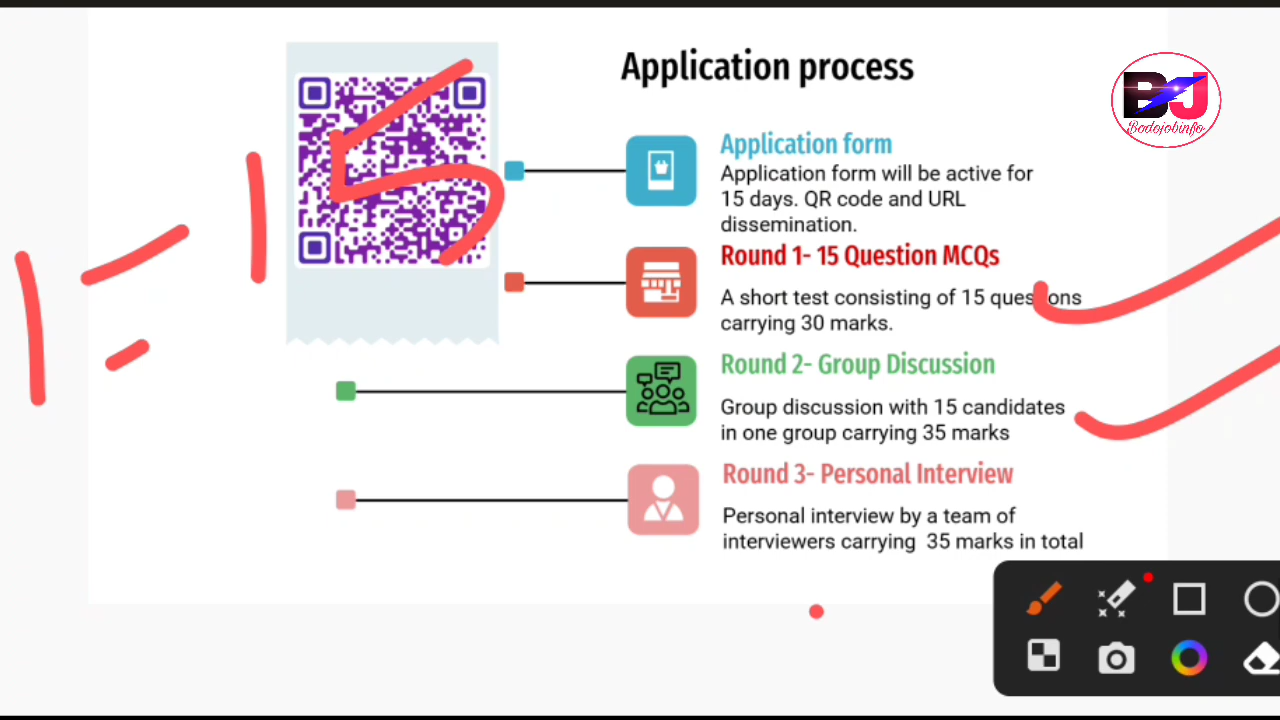 Application process
BJ
Bodojobinfo
Application form
Application form will be active for
15 days. QR code and URL
dissemination.
Round 1- 15 Question MCQs
A short test consisting of 15 questions
carrying 30 marks.
Round 2- Group Discussion
Group discussion with 15 candidates
in one group carrying 35 marks
Round 3- Personal Interview
Personal interview by a team of
interviewers carrying 35 marks in total
1 - 15
1 -